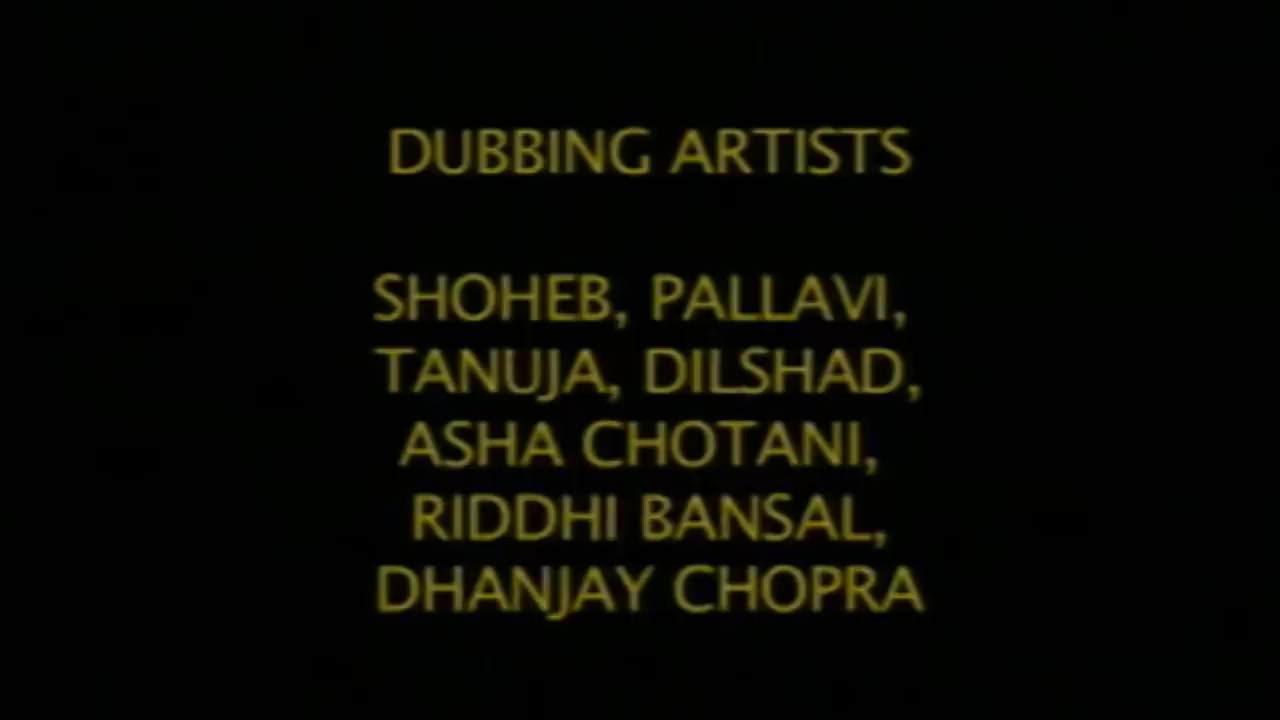 DUBBING ARTISTS
SHOHEB, PALLAVI,
TANUJA, DILSHAD,
ASHA CHOTANI,
RIDDHI BANSAL,
DHANJAY CHOPRA